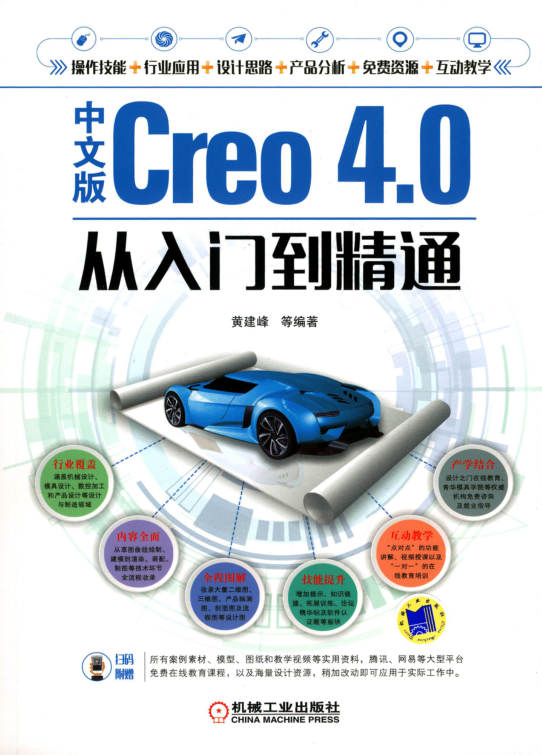 操作技能+行业应用+设计思路+产品分析+免费资源+互动教学
中文版
Creo 4.0
从入门到精通
黄建峰 等编著
行业覆盖
涵盖机械设计、
模具设计、数控加工
和产品设计等设计
与制造领域
内容全面
从草图曲线绘制、
建模到渲染、装配、
制图等技术环节
全流程收录
全程图解
收录大量二维图、
三维图、产品轴测
图、剖面图及流
程图等设计图
技能提升
增加提示、知识链
接、拓展训练、论坛
精华帖及软件认
证题等板块
互动教学
“点对点”的功能
讲解、视频授课以及
“一对一”的在
线教育培训
产学结合
设计之门在线教育、
青华模具学院等权威
机构免费咨询
及就业指导
扫码
附赠
所有案例素材、模型、图纸和教学视频等实用资料，腾讯、网易等大型平台
免费在线教育课程，以及海量设计资源，稍加改动即可应用于实际工作中。
机械工业出版社
CHINA MACHINE PRESS